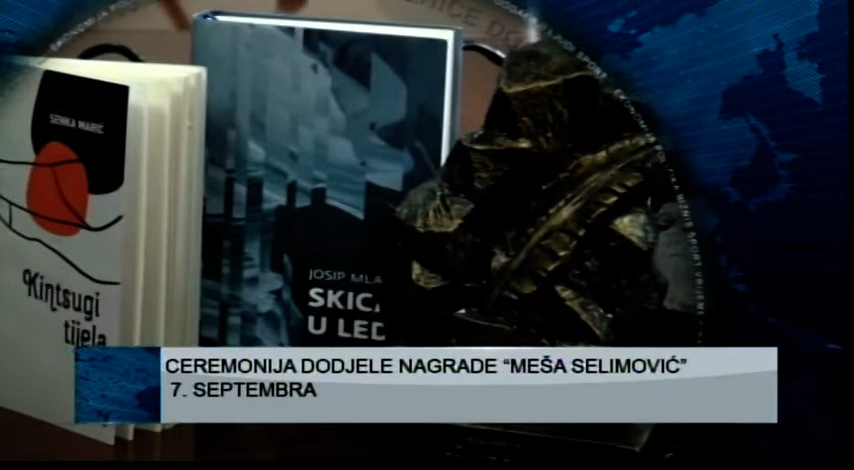 SENKA MARIĆ
Kintsugi
tijela
JOSIP MLA
SKIC
U LED
CEREMONIJA DODJELE NAGRADE “MEŠA SELIMOVIĆ”
7. SEPTEMBRA